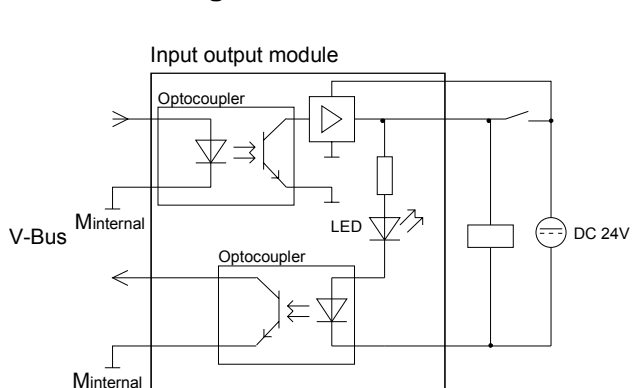 Input output module
Optocoupler
Minternal
V-Bus
LED
DC 24V
Optocoupler
Minternal